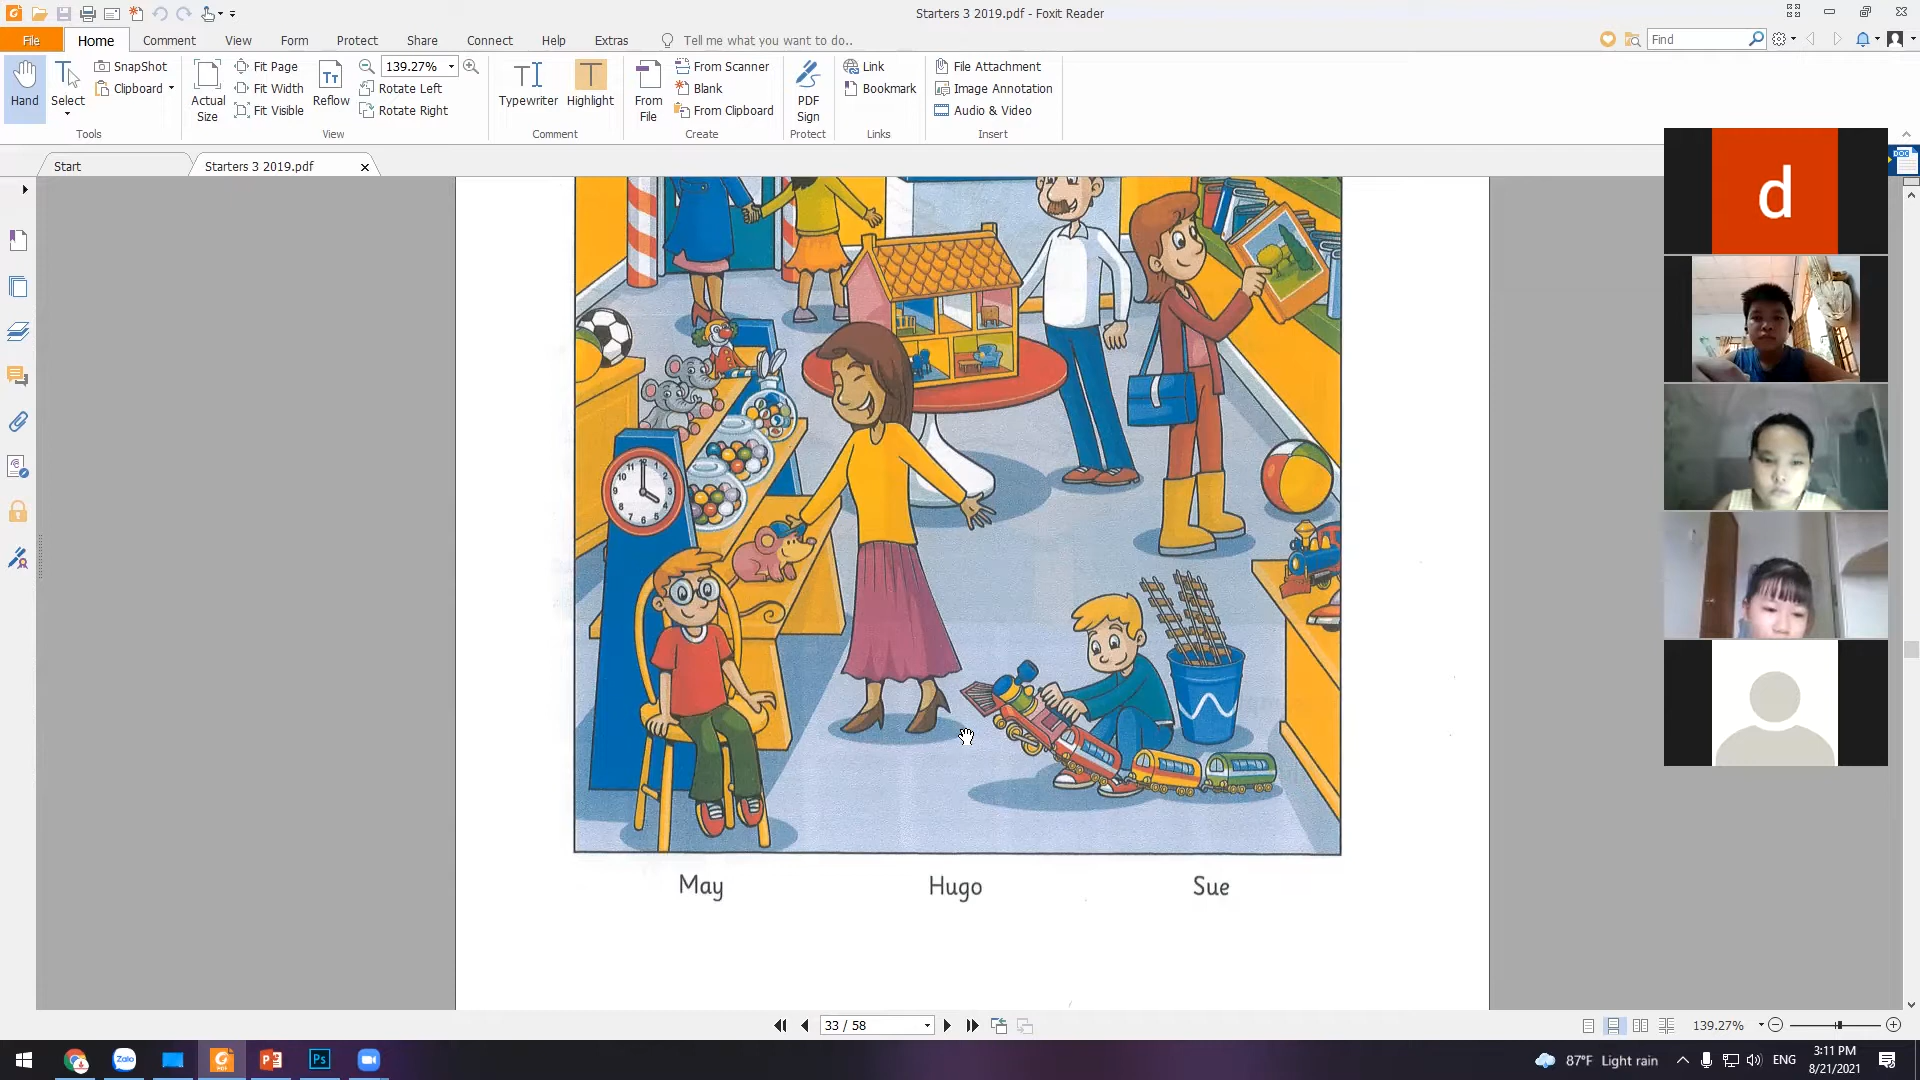 Starters 3 2019.pdf - Foxit Reader
File Home Comment View Form Protect Share Connect Help Extras Tell me what you want to do.. Find
Hand
Select
SnapShot
Clipboard
Tools
Actual
Size
Fit Page
Fit Width
Fit Visible
Reflow
139.27%
Rotate Left
Rotate Right
View
Typewriter
Highlight
Comment
From
File
From Scanner
Blank
From Clipboard
Create
PDF
Sign
Protect
Link
Bookmark
Links
File Attachment
Image Annotation
Audio & Video
Insert
Start
Starters 3 2019.pdf
DOC
d
May Hugo Sue
33 / 58
139.27%
Zalo
Ps
87°F Light rain
ENG
3:11 PM
8/21/2021